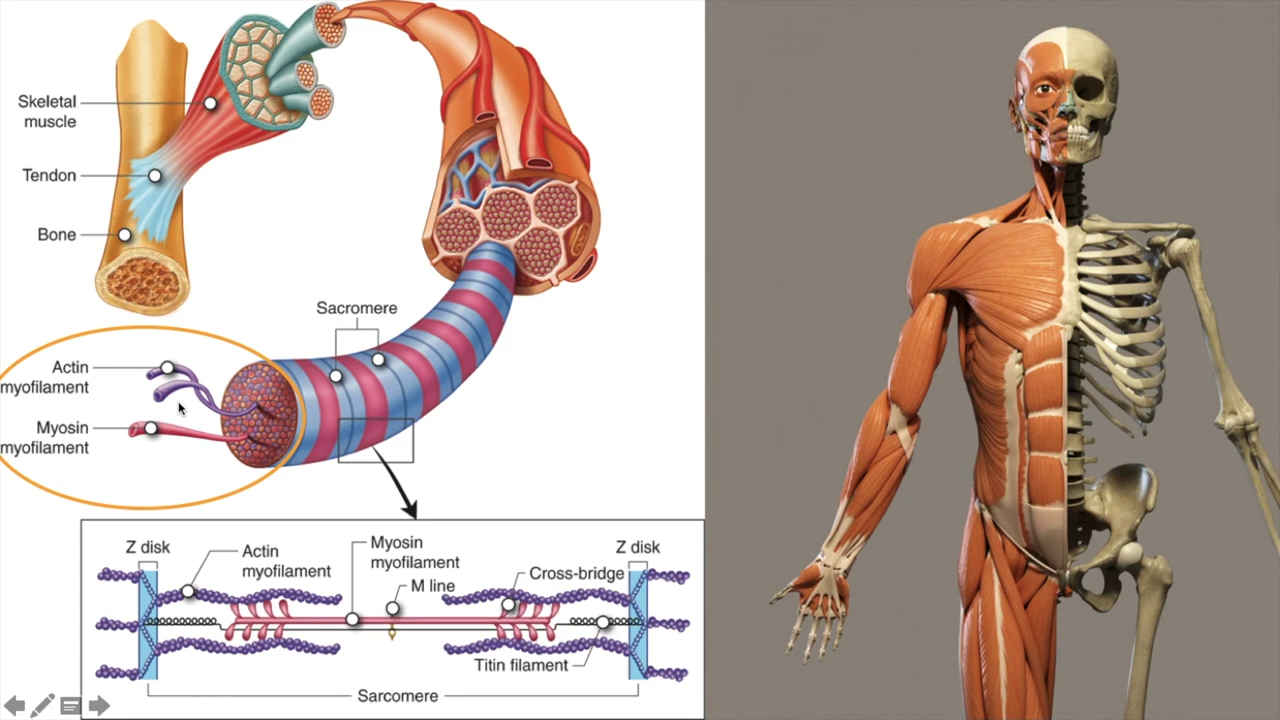 Skeletal
muscle
Tendon
Bone
Sacromere
Actin
myofilament
Myosin
myofilament
Z disk
Actin
myofilament
Myosin
myofilament
M line
Cross-bridge
Z disk
Titin filament
Sarcomere